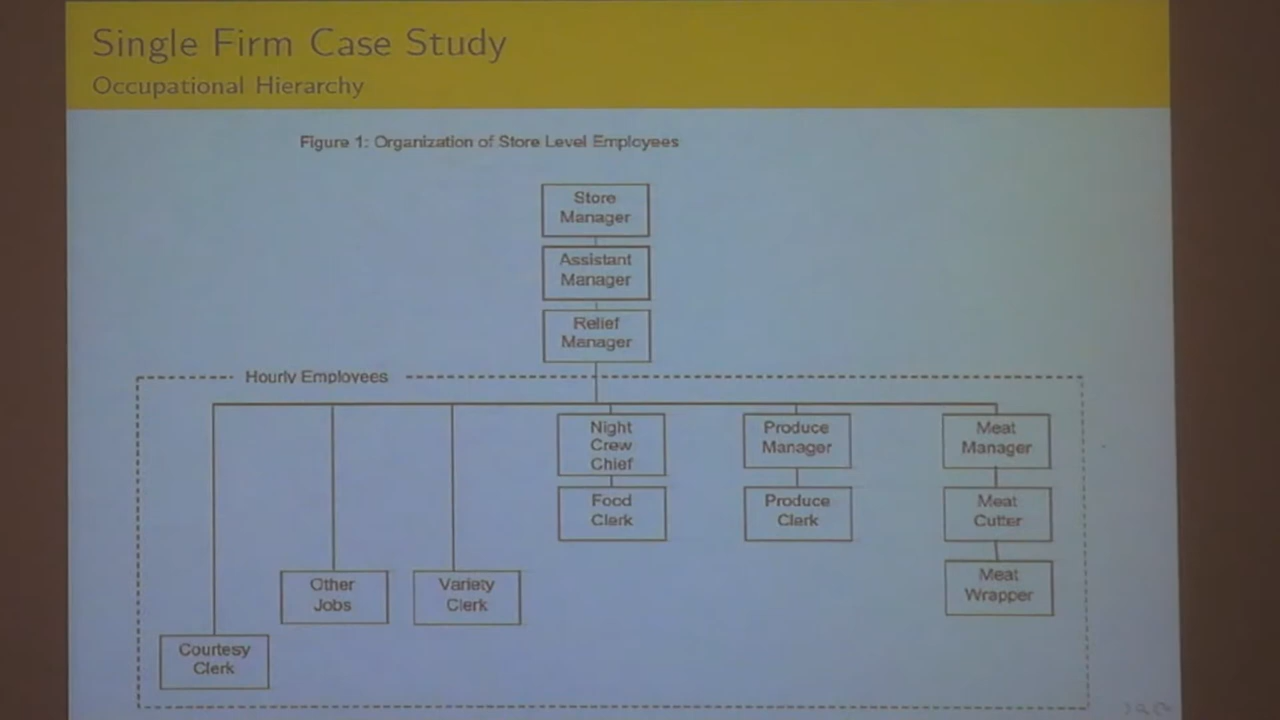 Single Firm Case Study
Occupational Hierarchy
Figure 1: Organization of Store Level Employees
Store
Manager
Assistant
Manager
Relief
Manager
Hourly Employees
Night
Crew
Chief
Produce
Manager
Meat
Manager
Food
Clerk
Produce
Clerk
Meat
Cutter
Other
Jobs
Variety
Clerk
Meat
Wrapper
Courtesy
Clerk